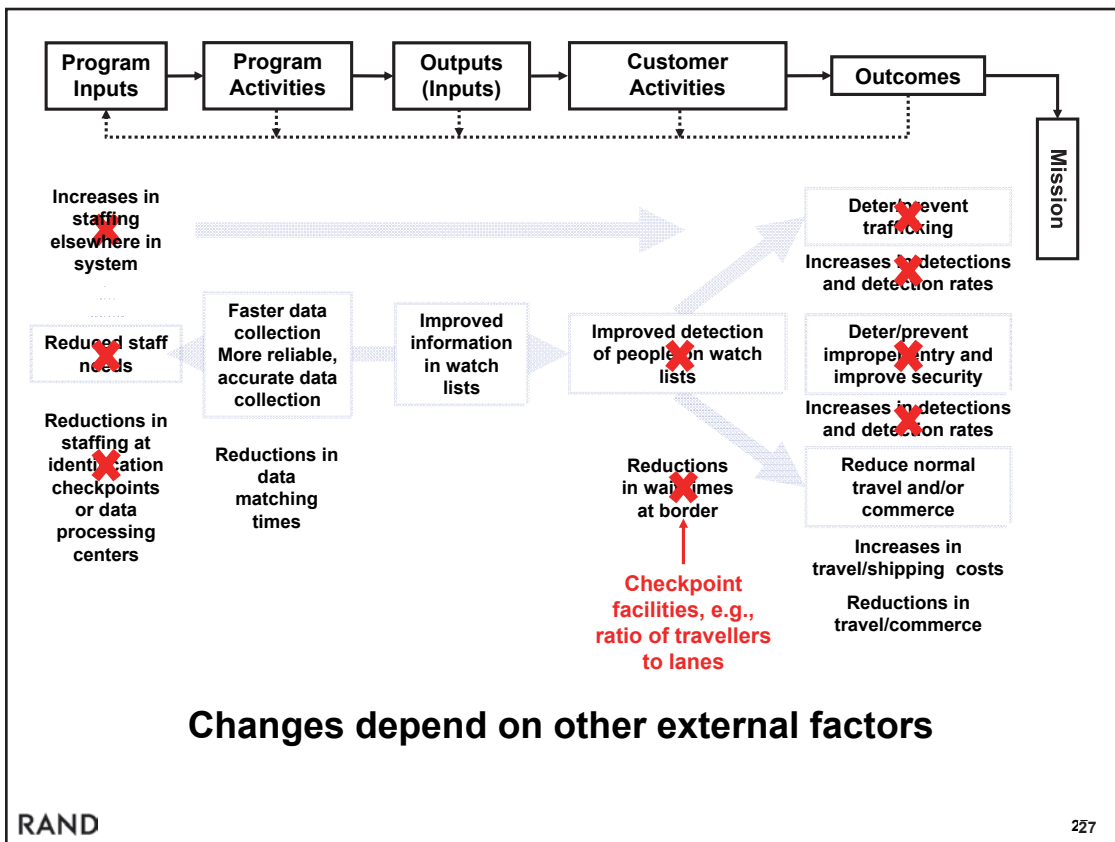 Program
Inputs
Program
Activities
Outputs
(Inputs)
Customer
Activities
Outcomes
Mission
Increases in
staffing
elsewhere in
system
Reduced staff
needs
Reductions in
staffing at
identification
checkpoints
or data
processing
centers
Faster data
collection
More reliable,
accurate data
collection
Reductions in
data
matching
times
Improved
information
in watch
lists
Improved detection
of people on watch
lists
Reductions
in wait times
at border
Checkpoint
facilities, e.g.,
ratio of travellers
to lanes
Deter/prevent
trafficking
Increases in detections
and detection rates
Deter/prevent
improper entry and
improve security
Increases in detections
and detection rates
Reduce normal
travel and/or
commerce
Increases in
travel/shipping costs
Reductions in
travel/commerce
Changes depend on other external factors
RAND